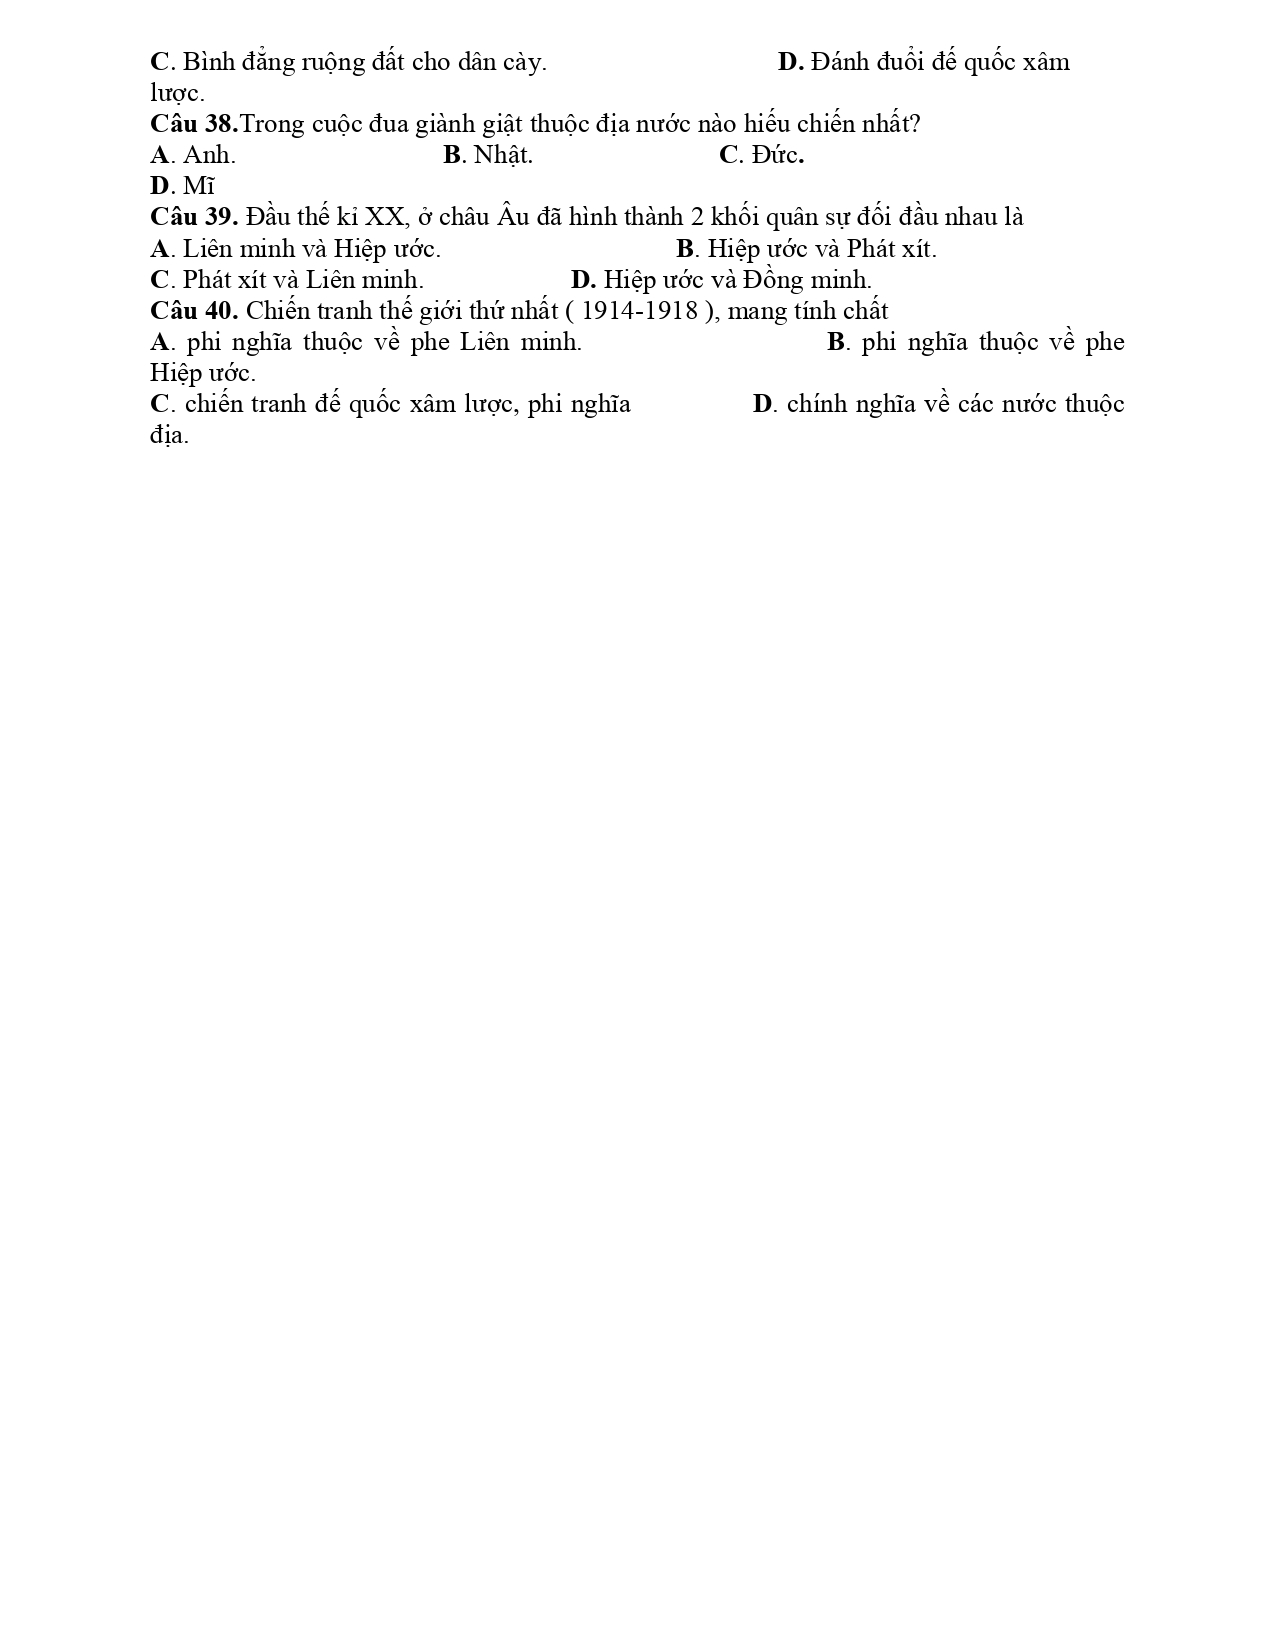 C. Bình đẳng ruộng đất cho dân cày. D. Đánh đuổi đế quốc xâm
lược.
Câu 38.Trong cuộc đua giành giật thuộc địa nước nào hiếu chiến nhất?
A. Anh. B. Nhật. C. Đức.
D. Mĩ
Câu 39. Đầu thế kỉ XX, ở châu Âu đã hình thành 2 khối quân sự đối đầu nhau là
A. Liên minh và Hiệp ước. B. Hiệp ước và Phát xít.
C. Phát xít và Liên minh. D. Hiệp ước và Đồng minh.
Câu 40. Chiến tranh thế giới thứ nhất ( 1914-1918 ), mang tính chất
A. phi nghĩa thuộc về phe Liên minh. B. phi nghĩa thuộc về phe
Hiệp ước.
C. chiến tranh đế quốc xâm lược, phi nghĩa D. chính nghĩa về các nước thuộc
địa.